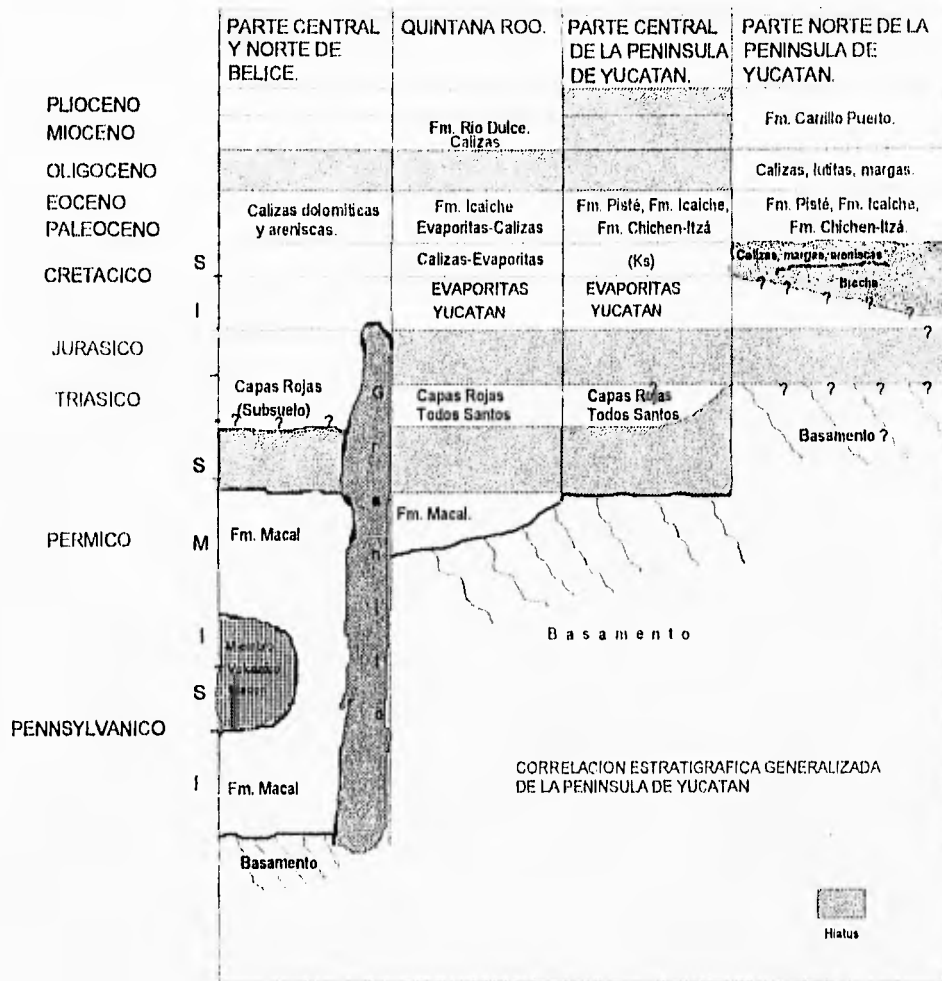 PARTE CENTRAL
Y NORTE DE
BELICE.
QUINTANA ROO.
PARTE CENTRAL
DE LA PENINSULA
DE YUCATAN.
PARTE NORTE DE LA
PENINSULA DE
YUCATAN.
PLIOCENO
MIOCENO
Fm. Rio Dulce.
Calizas
Fm. Carrillo Puerto.
OLIGOCENO
Calizas, lutitas, margas.
EOCENO
PALEOCENO
Calizas dolomiticas
y areniscas.
Fm. Icaiche
Evaporitas-Calizas
Fm. Pisté, Fm. Icaiche,
Fm. Chichen-Itzá
Fm. Pisté, Fm. Icaiche,
Fm. Chichen-Itzá.
CRETACICO
S
I
Calizas-Evaporitas
(Ks)
Calizas, margas, areniscas
Brecha
? ? ? ? ?
EVAPORITAS
YUCATAN
EVAPORITAS
YUCATAN
JURASICO
?
TRIASICO
S
Capas Rojas
(Subsuelo)
? ? ?
Capas Rojas
Todos Santos
?
Capas Rojas
Todos Santos
? ? ? ?
Basamento ?
Granito
PERMICO
M
I
Fm. Macal
Fm. Macal.
Basamento
Miembro
PENNSYLVANICO
S
I
Fm. Macal
Basamento
CORRELACION ESTRATIGRAFICA GENERALIZADA
DE LA PENINSULA DE YUCATAN
Hiatus